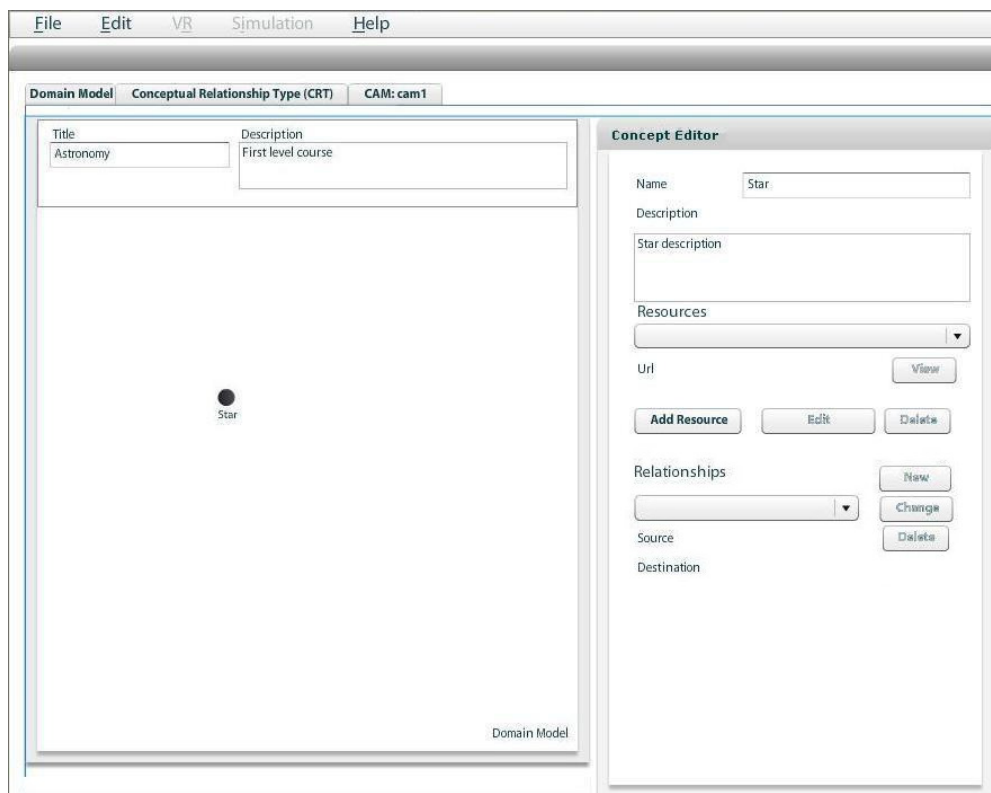 File Edit VR Simulation Help
Domain Model Conceptual Relationship Type (CRT) CAM: cam1
Title Description
Astronomy First level course
Star
Domain Model
Concept Editor
Name Star
Description
Star description
Resources
Url View
Add Resource Edit Delete
Relationships New
Change
Source Delete
Destination